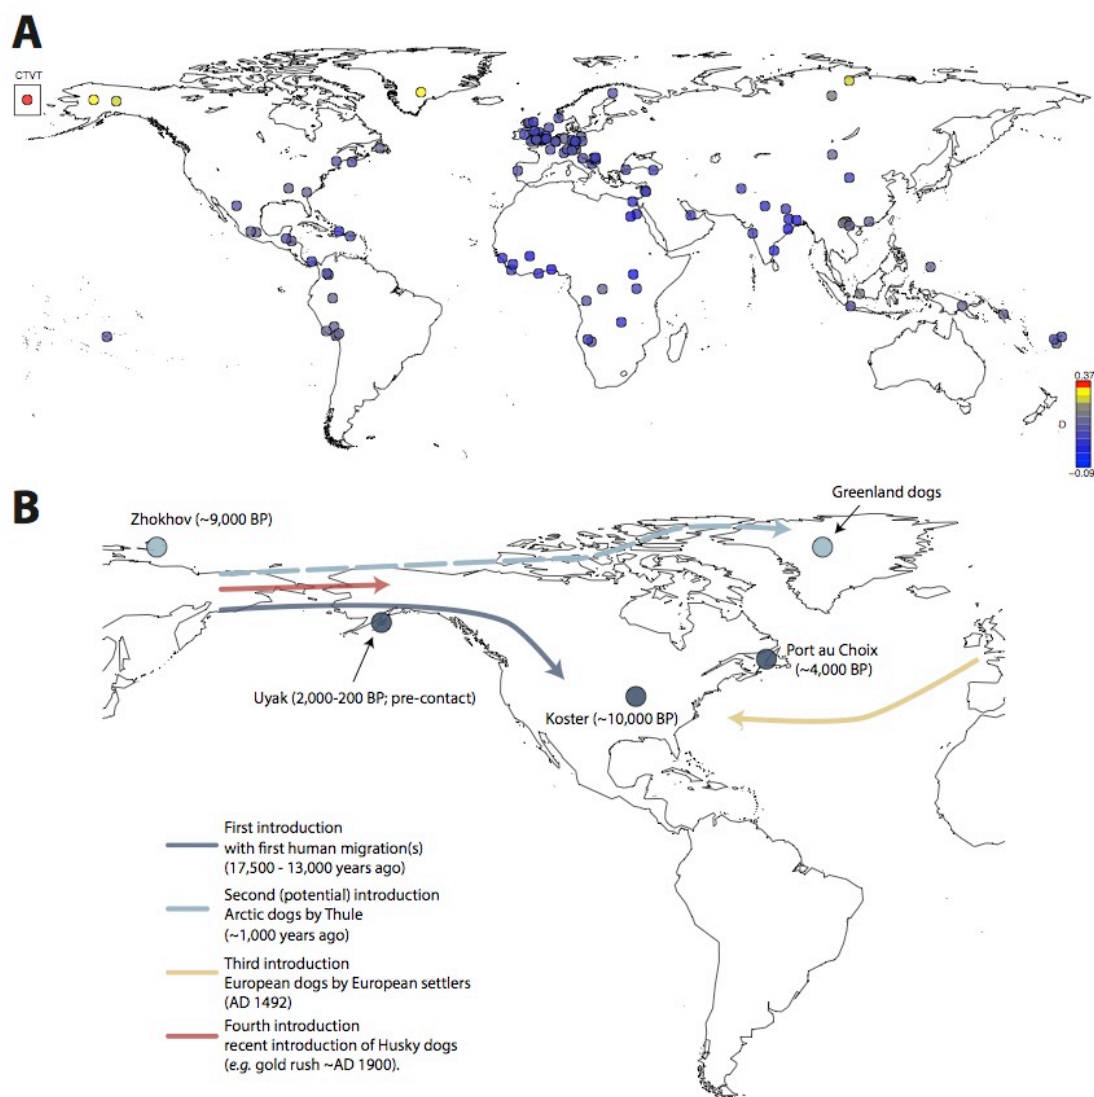 A
CTVT
0.37
D
-0.09
B
Greenland dogs
Zhokhov (~9,000 BP)
Port au Choix
(~4,000 BP)
Uyak (2,000-200 BP; pre-contact)
Koster (~10,000 BP)
First introduction
with first human migration(s)
(17,500 - 13,000 years ago)
Second (potential) introduction
Arctic dogs by Thule
(~1,000 years ago)
Third introduction
European dogs by European settlers
(AD 1492)
Fourth introduction
recent introduction of Husky dogs
(e.g. gold rush ~AD 1900).